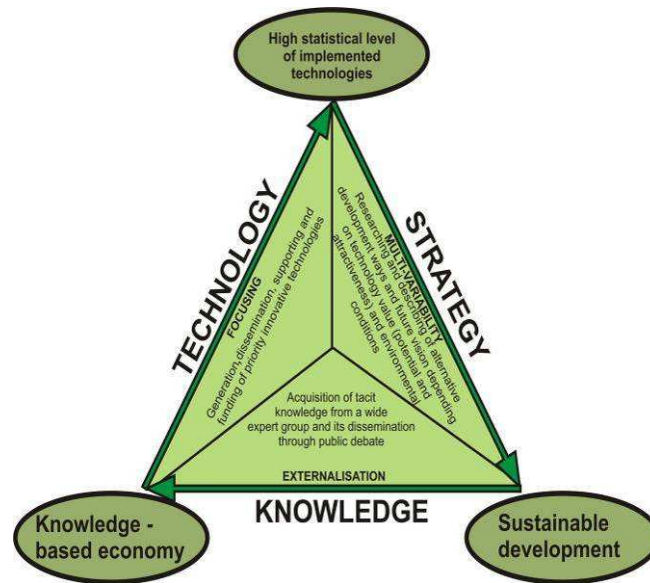 High statistical level
of implemented
technologies
TECHNOLOGY
FOCUSING
Generation, dissemination, supporting and
funding of priority innovative technologies
STRATEGY
MULTI-VARIABILITY
Researching and describing of alternative
development ways and future vision depending
on technology value (potential and
attractiveness) and environmental
conditions
Acquisition of tacit
knowledge from a wide
expert group and its dissemination
through public debate
EXTERNALISATION
KNOWLEDGE
Knowledge -
based economy
Sustainable
development